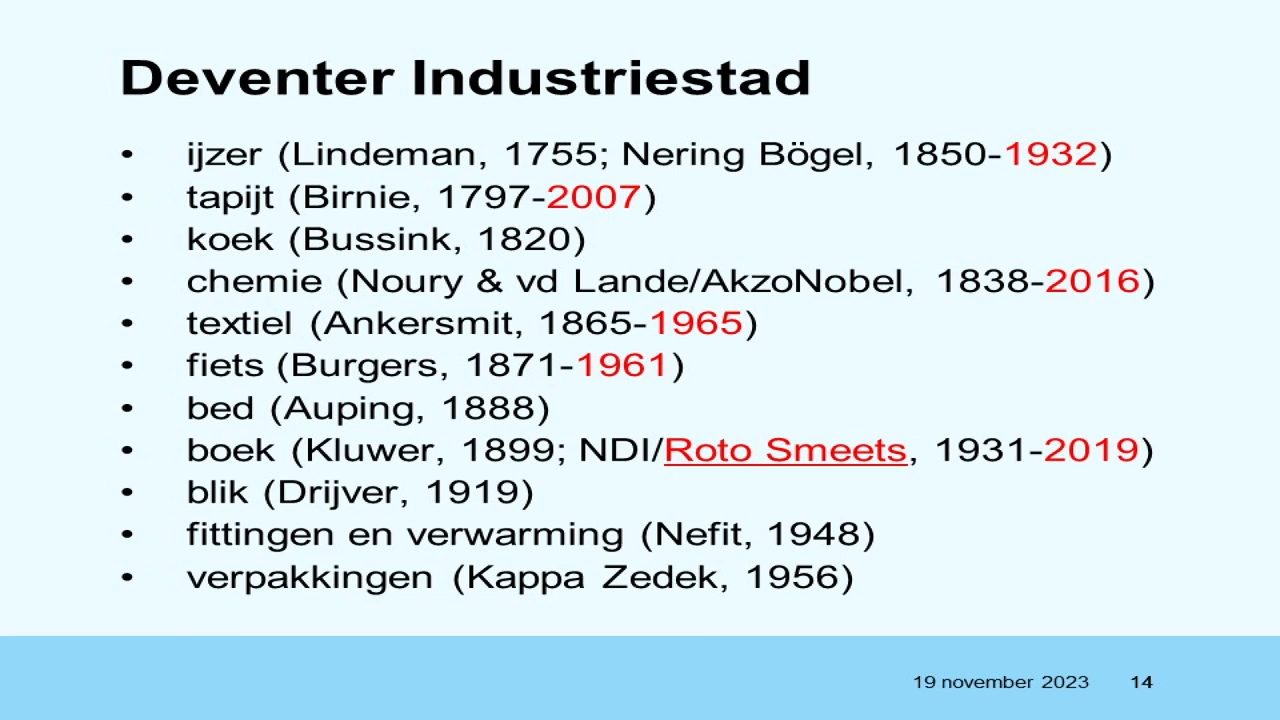 Deventer Industriestad
• ijzer (Lindeman, 1755; Nering Bögel, 1850-1932)
• tapijt (Birnie, 1797-2007)
• koek (Bussink, 1820)
• chemie (Noury & vd Lande/AkzoNobel, 1838-2016)
• textiel (Ankersmit, 1865-1965)
• fiets (Burgers, 1871-1961)
• bed (Auping, 1888)
• boek (Kluwer, 1899; NDI/Roto Smeets, 1931-2019)
• blik (Drijver, 1919)
• fittingen en verwarming (Nefit, 1948)
• verpakkingen (Kappa Zedek, 1956)
19 november 2023 14